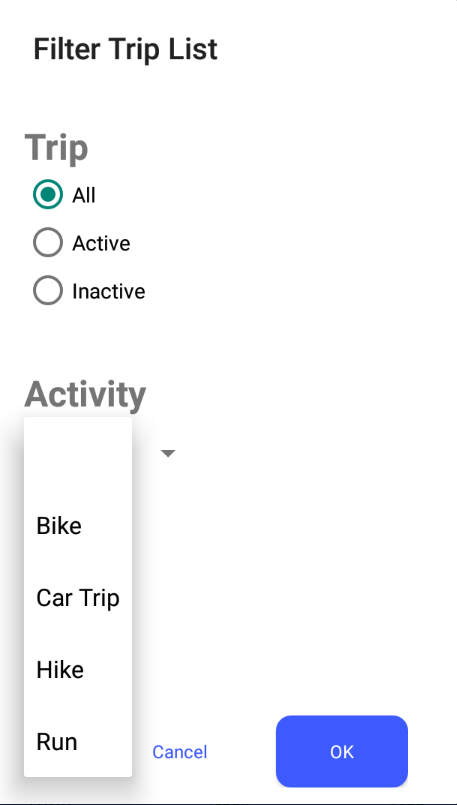 Filter Trip List
Trip
All
Active
Inactive
Activity
Bike
Car Trip
Hike
Run
Cancel
OK